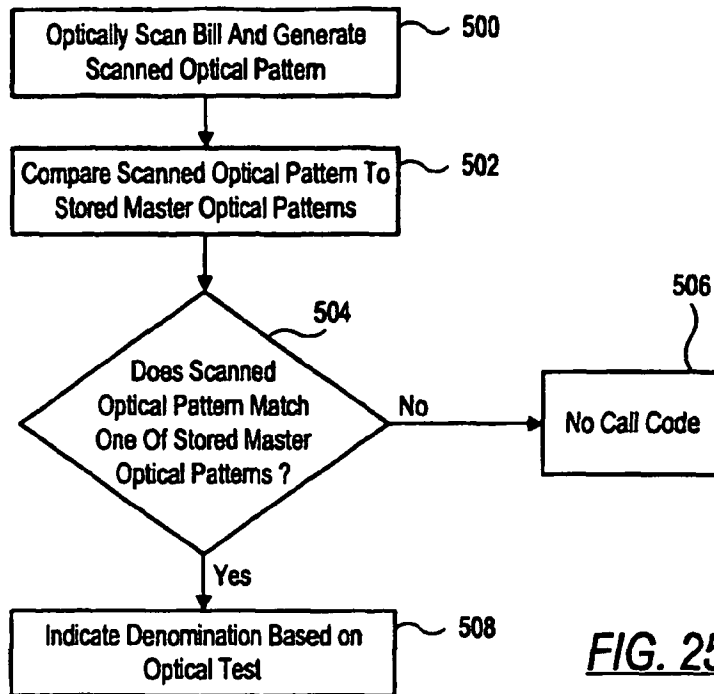 Optically Scan Bill And Generate
Scanned Optical Pattern
500
Compare Scanned Optical Pattern To
Stored Master Optical Patterns
502
504
Does Scanned
Optical Pattern Match
One Of Stored Master
Optical Patterns ?
No
506
No Call Code
Yes
Indicate Denomination Based on
Optical Test
508
FIG. 25